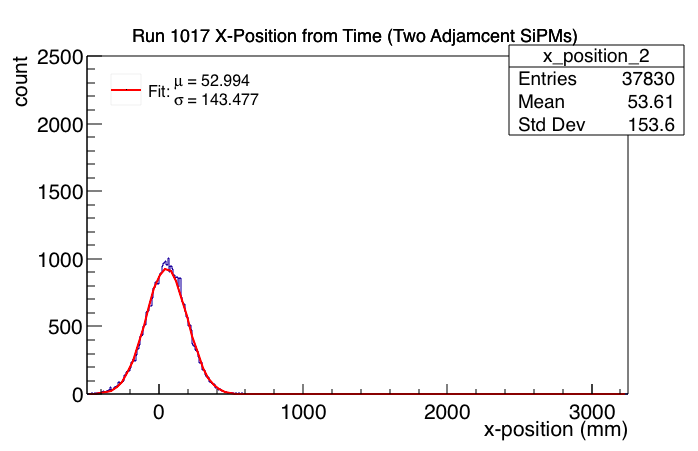 Run 1017 X-Position from Time (Two Adjamcent SiPMs)
x_position_2
Entries 37830
Mean 53.61
Std Dev 153.6
Fit: μ = 52.994
σ = 143.477
count
2500
2000
1500
1000
500
0
0 1000 2000 3000
x-position (mm)